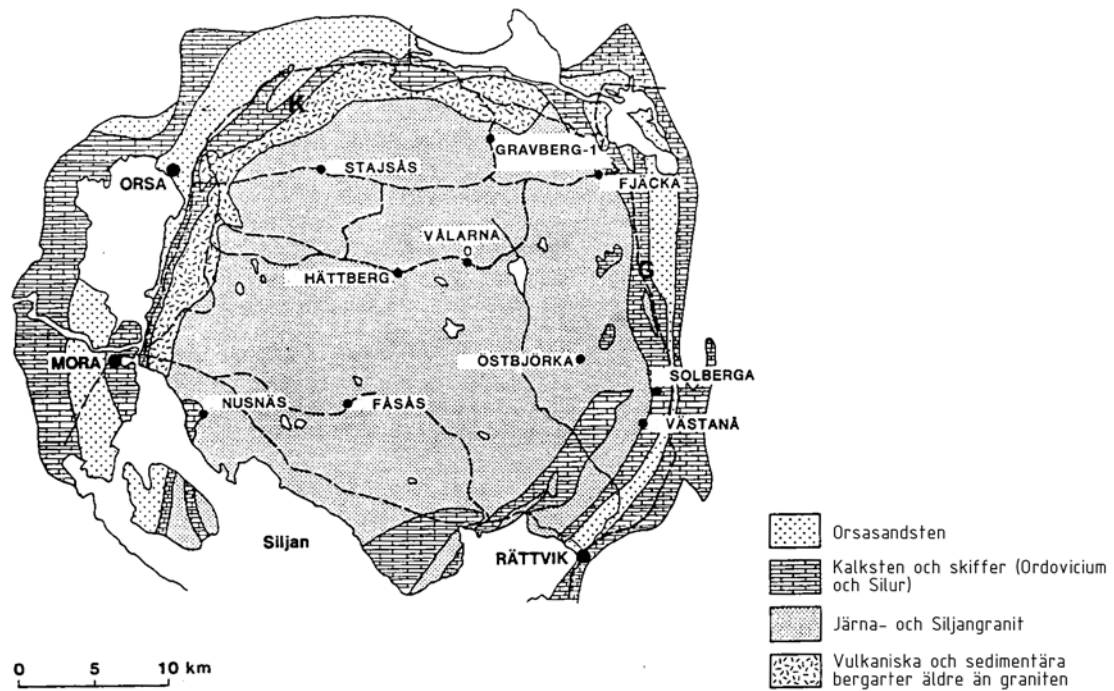 K
GRAVBERG-1
STAJSÅS
ORSA
FJÄCKA
VÅLARNA
HÄTTBERG
G
ÖSTBJÖRKA
MORA
SOLBERGA
NUSNÄS
FÅSÅS
VÄSTANÅ
Siljan
RÄTTVIK
Orsasandsten
Kalksten och skiffer (Ordovicium
och Silur)
Järna- och Siljangranit
Vulkaniska och sedimentära
bergarter äldre än graniten
0 5 10 km